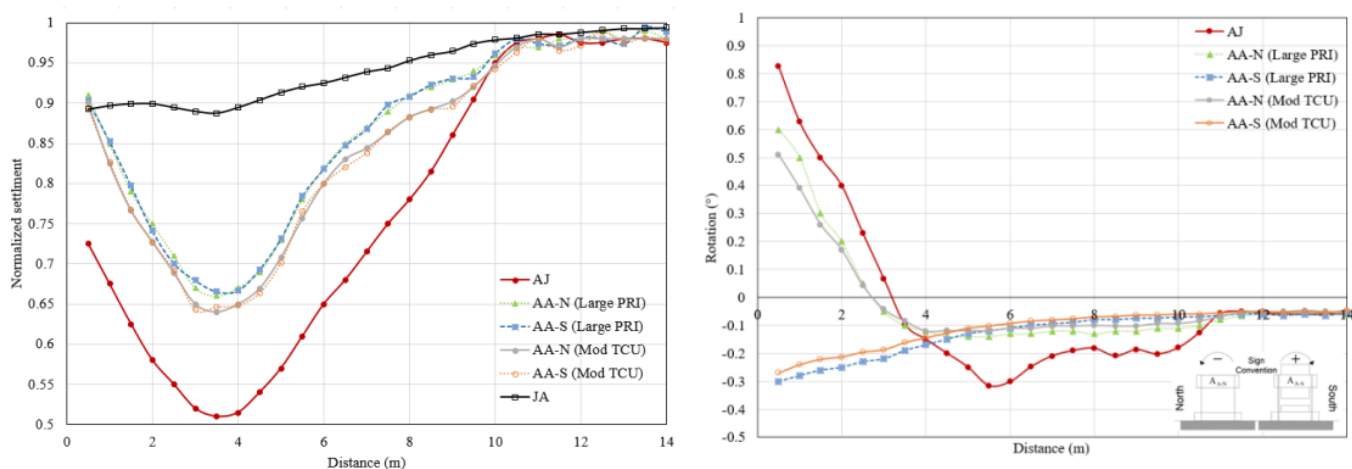 1
0.95
0.9
0.85
0.8
0.75
0.7
0.65
0.6
0.55
0.5
Normalized settlment
0 2 4 6 8 10 12 14
Distance (m)
AJ
AA-N (Large PRI)
AA-S (Large PRI)
AA-N (Mod TCU)
AA-S (Mod TCU)
JA
1
0.9
0.8
0.7
0.6
0.5
0.4
0.3
0.2
0.1
0
-0.1
-0.2
-0.3
-0.4
-0.5
Rotation (°)
0 2 4 6 8 10 12 14
Distance (m)
AJ
AA-N (Large PRI)
AA-S (Large PRI)
AA-N (Mod TCU)
AA-S (Mod TCU)
− Sign +
Convention
AA-N AA-S
North South